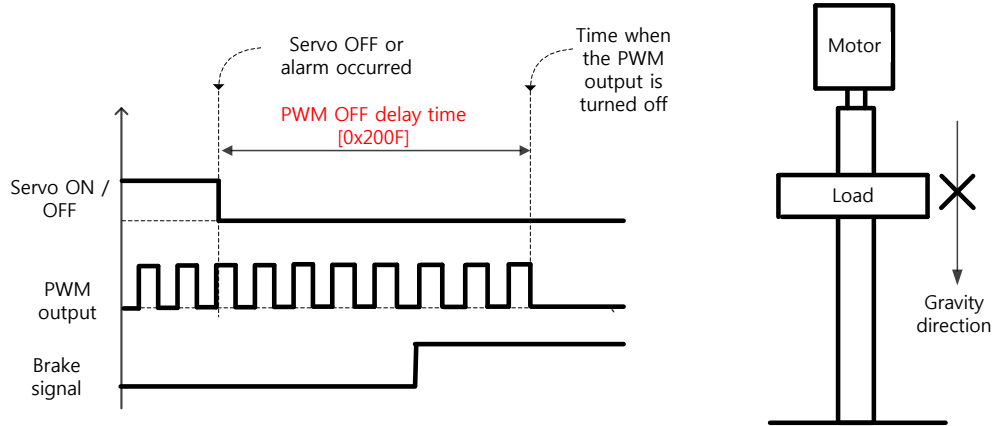 Servo OFF or
alarm occurred
Time when
the PWM
output is
turned off
PWM OFF delay time
[0x200F]
Servo ON /
OFF
PWM
output
Brake
signal
Motor
Load
Gravity
direction